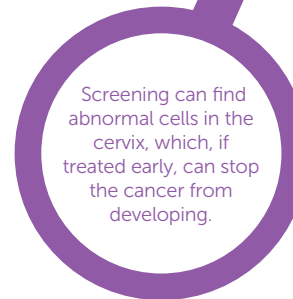 Screening can find
abnormal cells in the
cervix, which, if
treated early, can stop
the cancer from
developing.